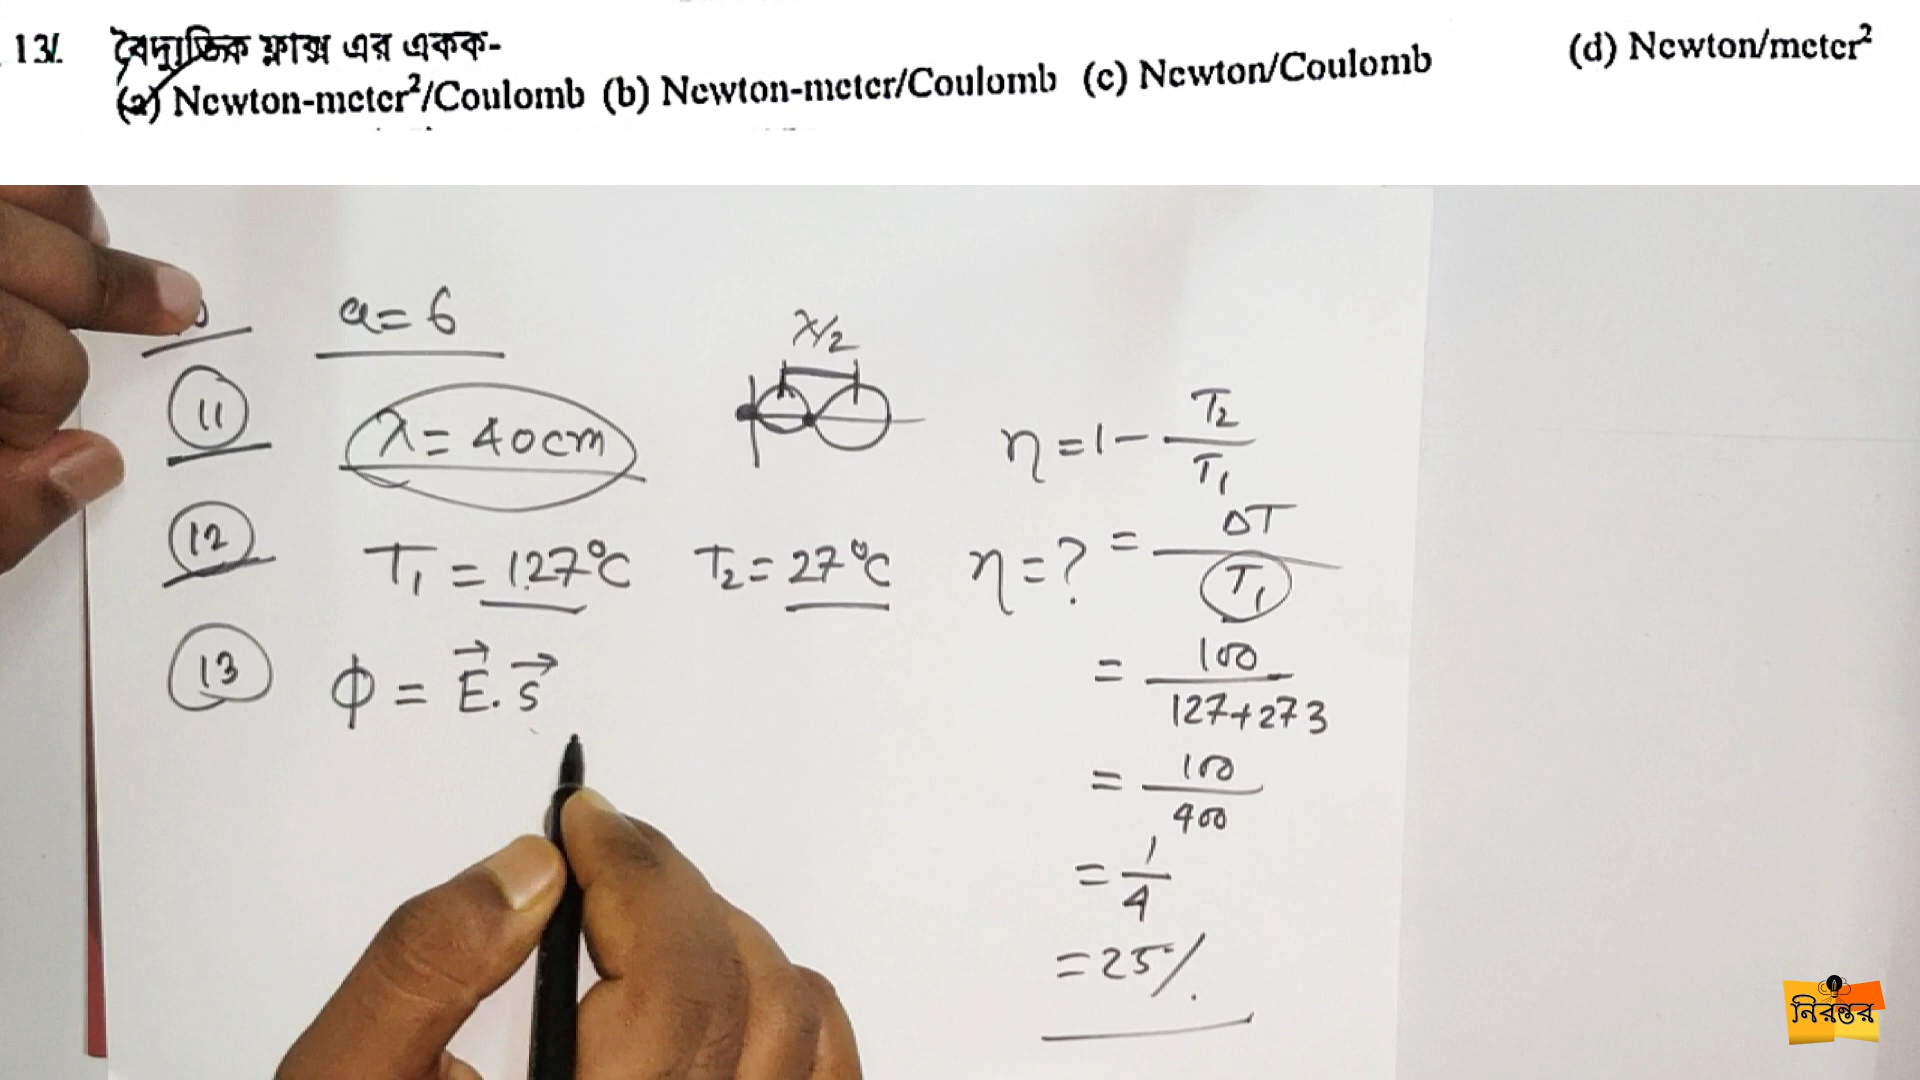 13. বৈদ্যুতিক ফ্লাক্স এর একক-
(a) Newton-meter²/Coulomb (b) Newton-meter/Coulomb (c) Newton/Coulomb (d) Newton/meter²
a = 6
11 λ = 40cm
λ/2
η = 1 - T₂/T₁
12 T₁ = 127°C T₂ = 27°C η = ? = ΔT/T₁
= 100/127+273
13 ϕ = E⃗.S⃗
= 100/400
= 1/4
= 25%
নিরন্তর